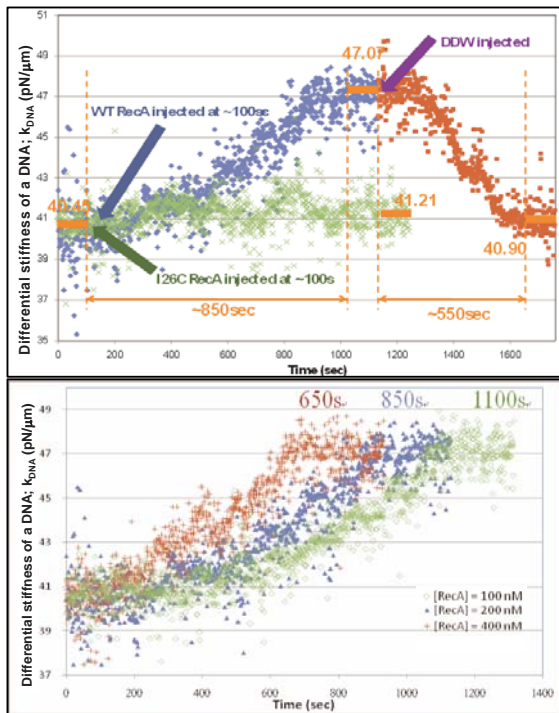 Differential stiffness of a DNA; kDNA (pN/µm)
51
49
47
45
43
41
39
37
35
47.07
DDW injected
WT RecA injected at ~100ss
41.21
40.90
I26C RecA injected at ~100s
~850sec
~550sec
0
200
400
600
800
1000
1200
1400
1600
Time (sec)
Differential stiffness of a DNA; kDNA (pN/µm)
49
47
45
43
41
39
37
650s
850s
1100s
[RecA] = 100 nM
[RecA] = 200 nM
[RecA] = 400 nM
0
200
400
600
800
1000
1200
1400
Time (sec)